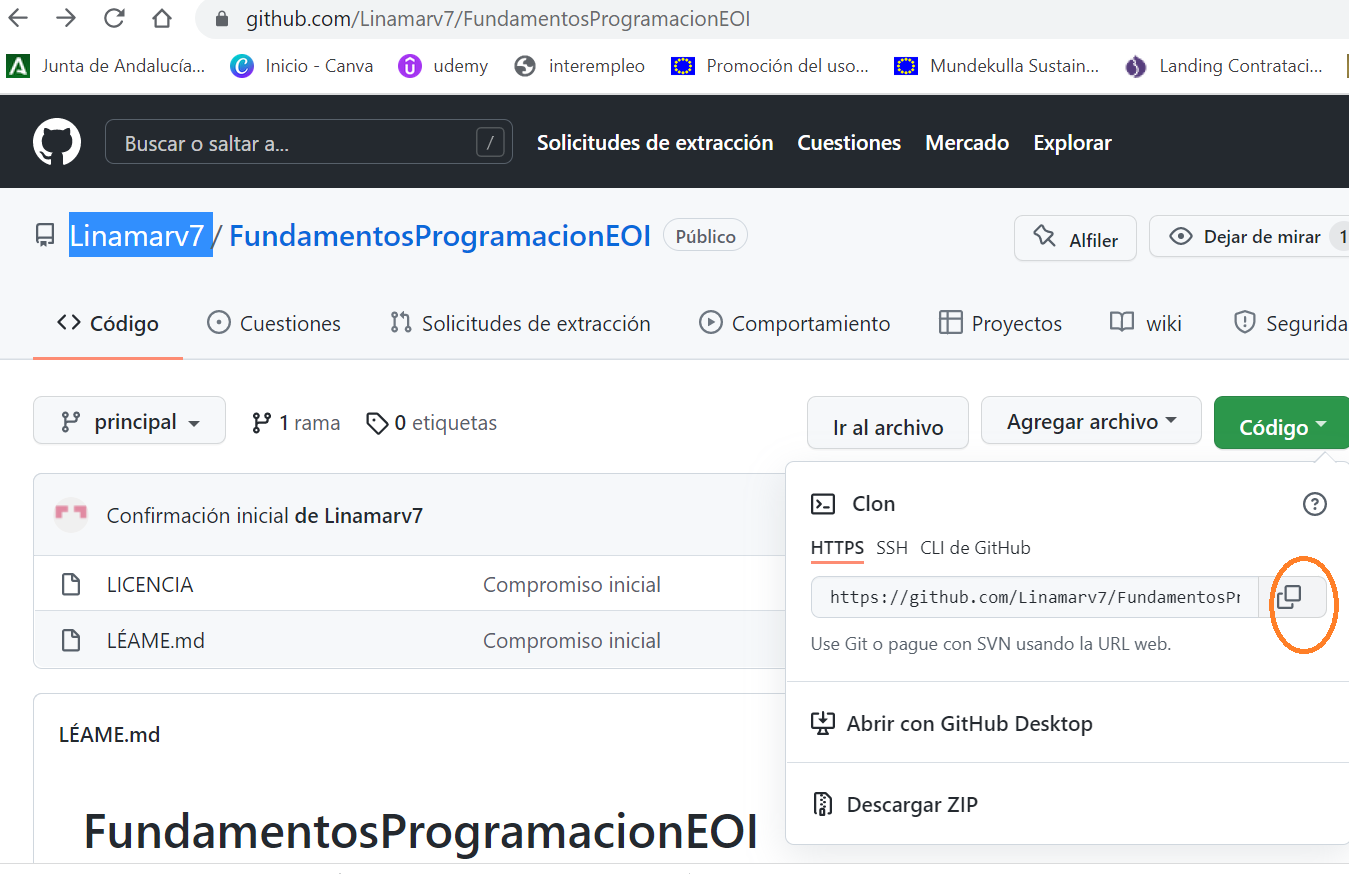 github.com/Linamarv7/FundamentosProgramacionEOI
Junta de Andalucía... Inicio - Canva udemy interempleo Promoción del uso... Mundekulla Sustain... Landing Contrataci...
Buscar o saltar a... / Solicitudes de extracción Cuestiones Mercado Explorar
Linamarv7 / FundamentosProgramacionEOI Público Alfiler Dejar de mirar 1
Código Cuestiones Solicitudes de extracción Comportamiento Proyectos wiki Segurida
principal 1 rama 0 etiquetas Ir al archivo Agregar archivo Código
Clon
Confirmación inicial de Linamarv7
HTTPS SSH CLI de GitHub
LICENCIA Compromiso inicial
https://github.com/Linamarv7/FundamentosPr
LÉAME.md Compromiso inicial
Use Git o pague con SVN usando la URL web.
Abrir con GitHub Desktop
LÉAME.md
Descargar ZIP
FundamentosProgramacionEOI